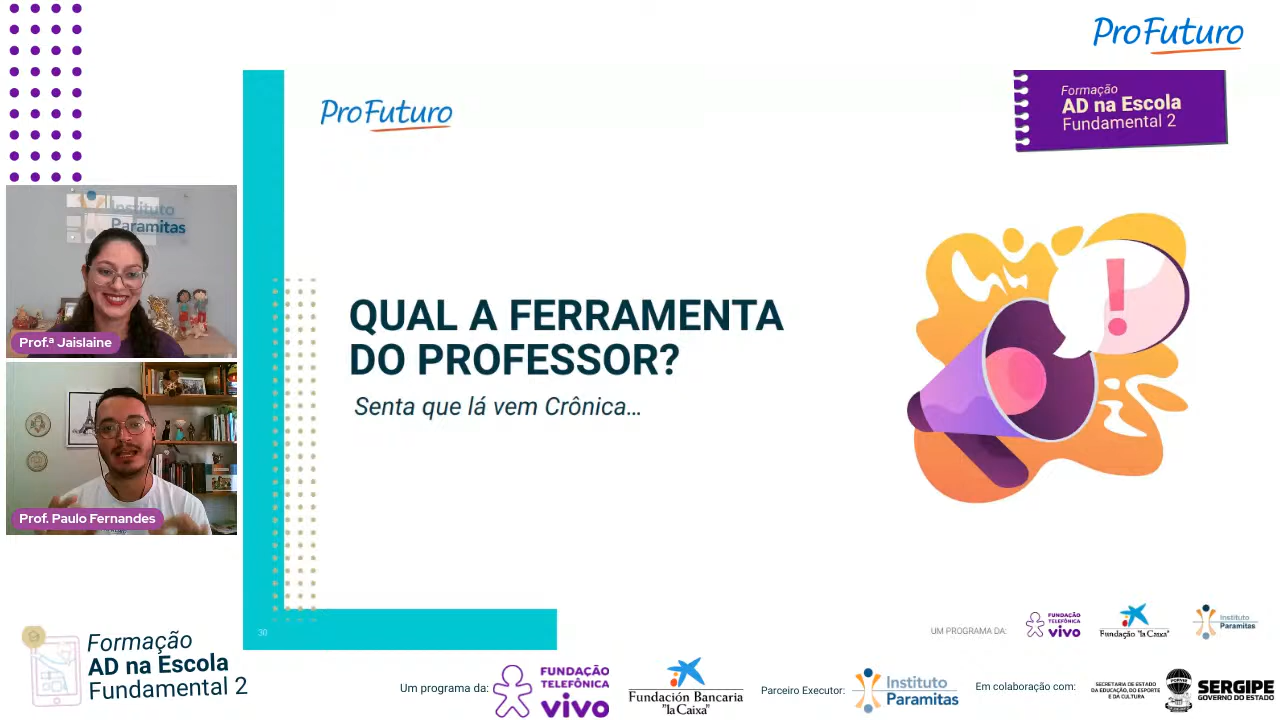 ProFuturo
ProFuturo
Formação
AD na Escola
Fundamental 2
Instituto
Paramitas
Prof.ª Jaislaine
QUAL A FERRAMENTA
DO PROFESSOR?
Senta que lá vem Crônica...
!
Prof. Paulo Fernandes
30
UM PROGRAMA DA:
FUNDAÇÃO
TELEFÔNICA
vivo
Fundação "la Caixa"
Instituto
Paramitas
Formação
AD na Escola
Fundamental 2
Um programa da:
FUNDAÇÃO
TELEFÔNICA
vivo
Fundación Bancaria
"la Caixa"
Parceiro Executor:
Instituto
Paramitas
Em colaboração com:
SECRETARIA DE ESTADO
DA EDUCAÇÃO, DO ESPORTE
E DA CULTURA
SERGIPE
GOVERNO DO ESTADO